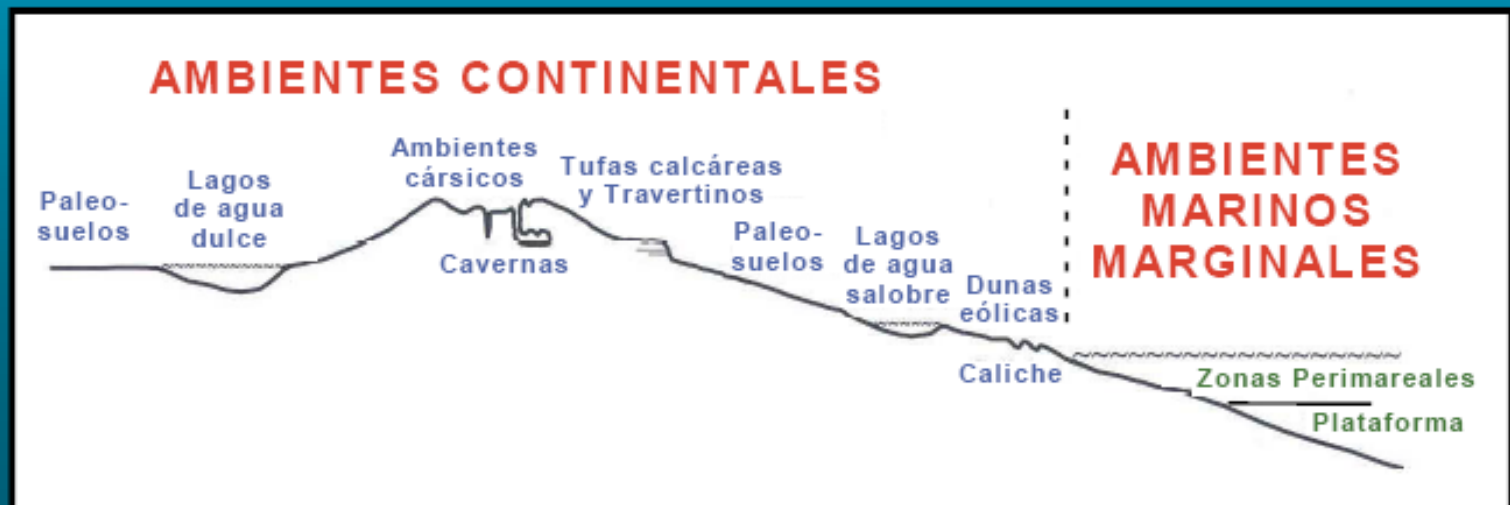 AMBIENTES CONTINENTALES
AMBIENTES
MARINOS
MARGINALES
Paleo-
suelos
Lagos
de agua
dulce
Ambientes
cársicos
Cavernas
Tufas calcáreas
y Travertinos
Paleo-
suelos
Lagos
de agua
salobre
Dunas
eólicas
Caliche
Zonas Perimareales
Plataforma